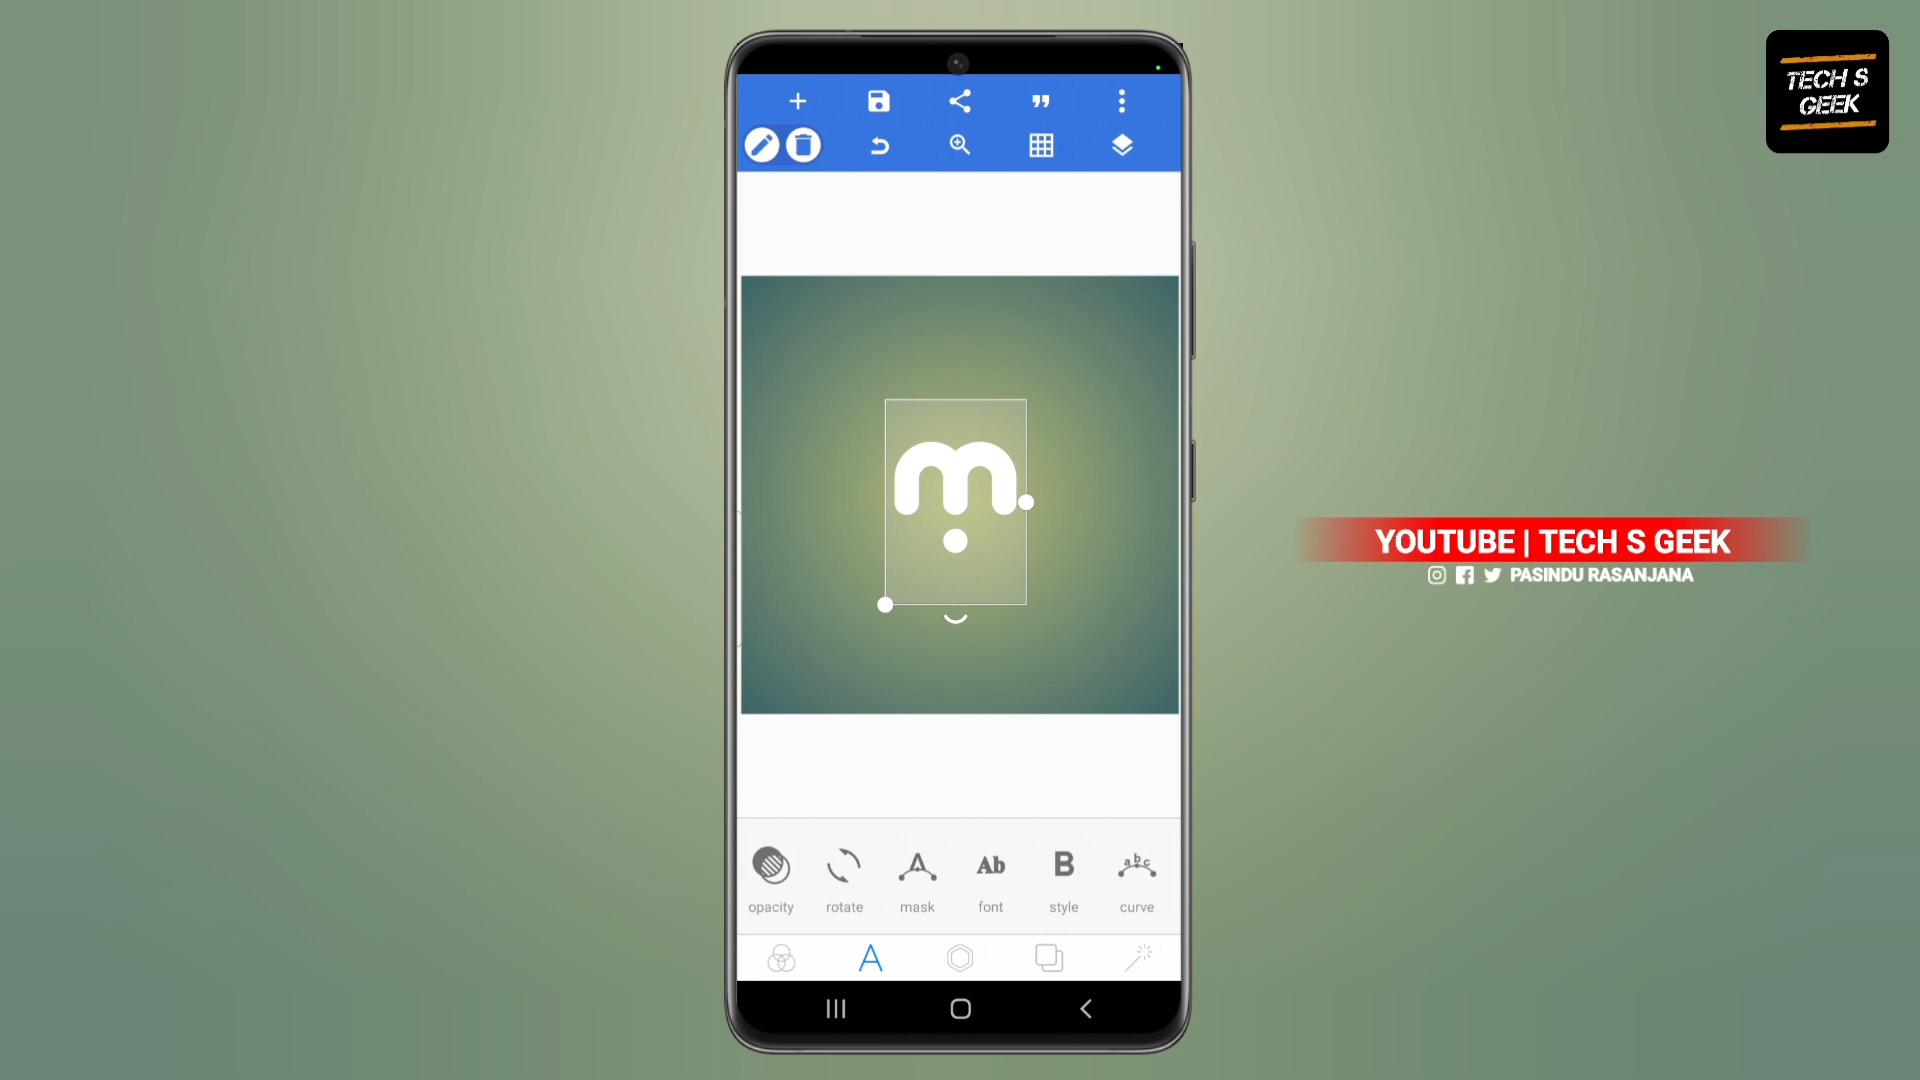 TECH S
GEEK
m
YOUTUBE | TECH S GEEK
PASINDU RASANJANA
Ab
B
abc
opacity
rotate
mask
font
style
curve
A